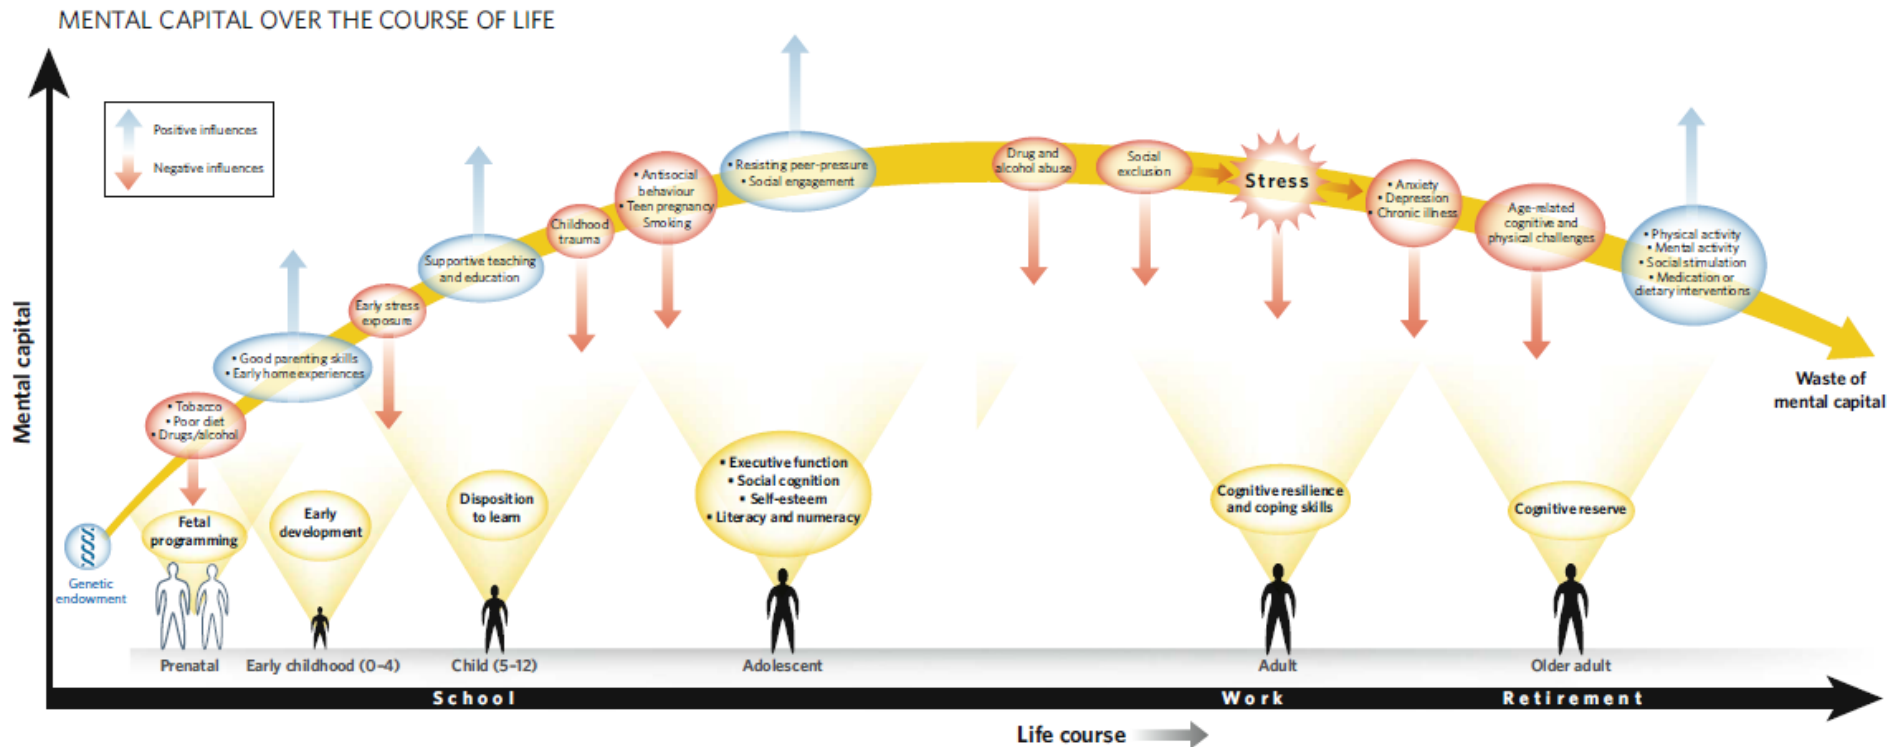 MENTAL CAPITAL OVER THE COURSE OF LIFE
Positive influences
Negative influences
Mental capital
Genetic
endowment
• Tobacco
• Poor diet
• Drugs/alcohol
• Good parenting skills
• Early home experiences
Early stress
exposure
Supportive teaching
and education
Childhood
trauma
• Antisocial
behaviour
• Teen pregnancy
Smoking
• Resisting peer-pressure
• Social engagement
Drug and
alcohol abuse
Social
exclusion
Stress
• Anxiety
• Depression
• Chronic illness
Age-related
cognitive and
physical challenges
• Physical activity
• Mental activity
• Social stimulation
• Medication or
dietary interventions
Waste of
mental capital
Fetal
programming
Early
development
Disposition
to learn
• Executive function
• Social cognition
• Self-esteem
• Literacy and numeracy
Cognitive resilience
and coping skills
Cognitive reserve
Prenatal
Early childhood (0–4)
Child (5–12)
Adolescent
Adult
Older adult
School
Work
Retirement
Life course